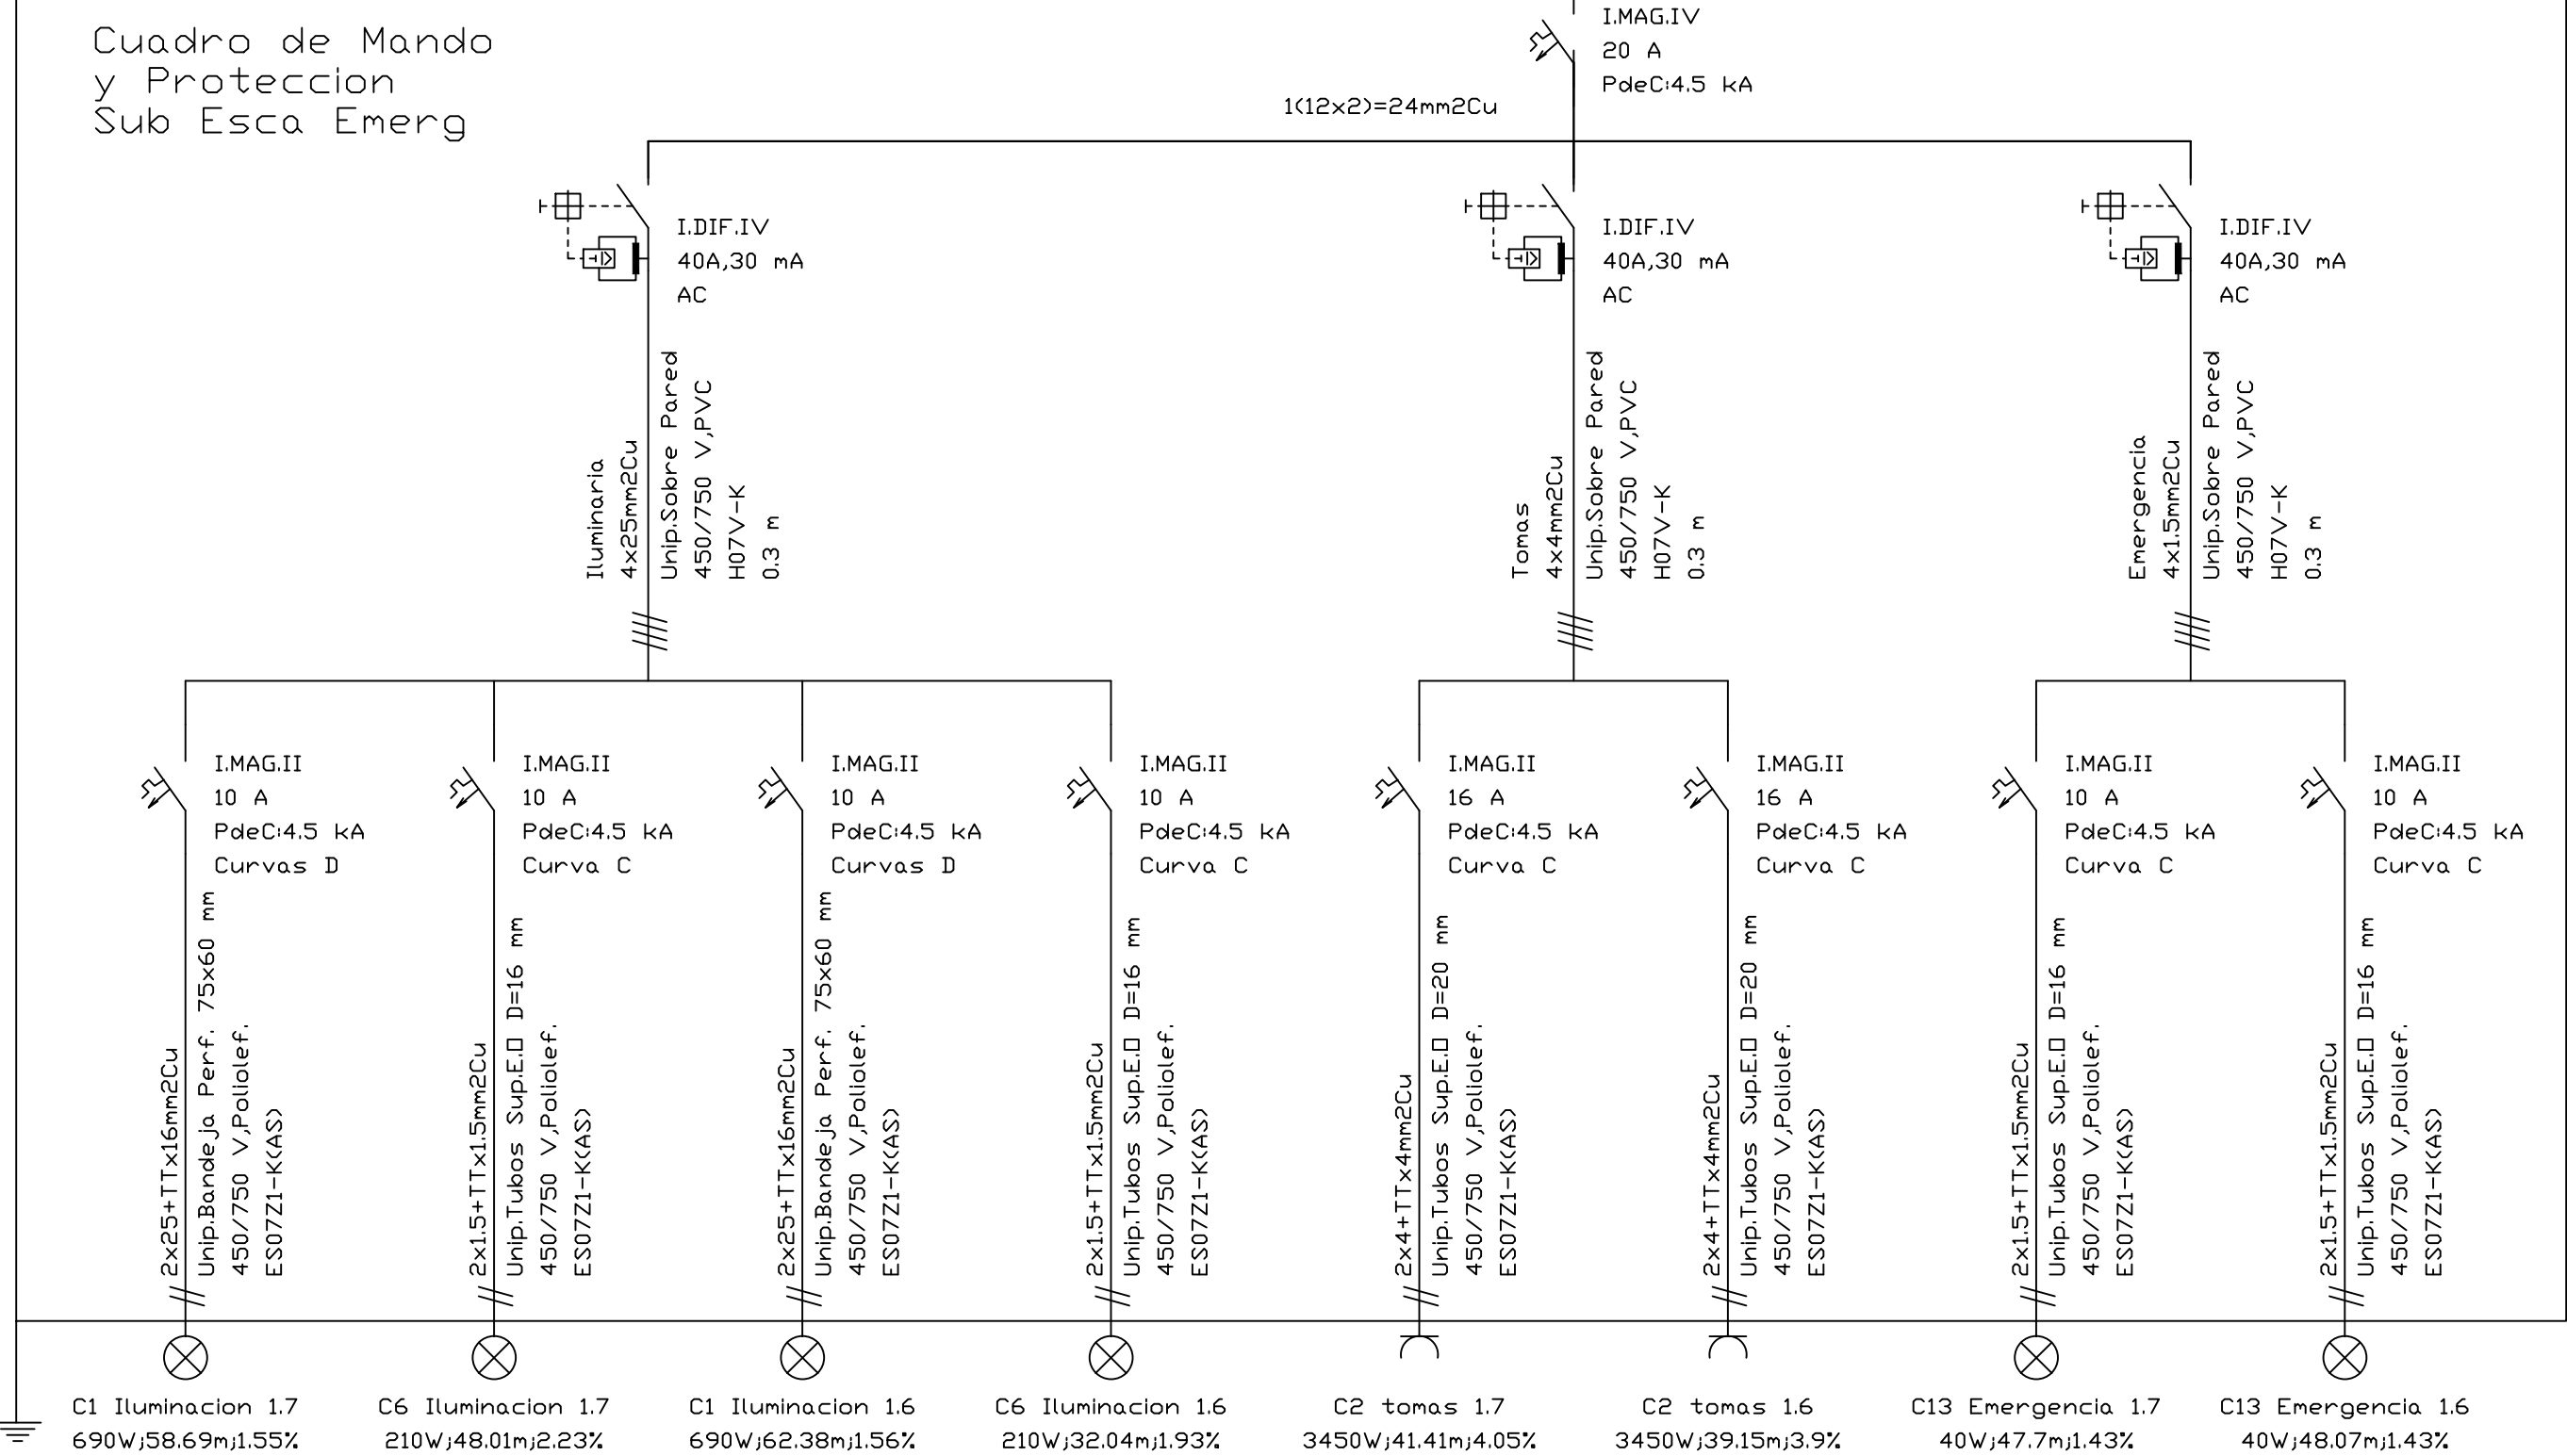 Cuadro de Mando
y Proteccion
Sub Esca Emerg
I.MAG.IV
20 A
PdeC:4.5 kA
1(12x2)=24mm2Cu
I.DIF.IV
40A,30 mA
AC
I.DIF.IV
40A,30 mA
AC
I.DIF.IV
40A,30 mA
AC
Iluminaria
4x25mm2Cu
Unip.Sobre Pared
450/750 V,PVC
H07V-K
0.3 m
Tomas
4x4mm2Cu
Unip.Sobre Pared
450/750 V,PVC
H07V-K
0.3 m
Emergencia
4x1.5mm2Cu
Unip.Sobre Pared
450/750 V,PVC
H07V-K
0.3 m
I.MAG.II
10 A
PdeC:4.5 kA
Curvas D
I.MAG.II
10 A
PdeC:4.5 kA
Curva C
I.MAG.II
10 A
PdeC:4.5 kA
Curvas D
I.MAG.II
10 A
PdeC:4.5 kA
Curva C
I.MAG.II
16 A
PdeC:4.5 kA
Curva C
I.MAG.II
16 A
PdeC:4.5 kA
Curva C
I.MAG.II
10 A
PdeC:4.5 kA
Curva C
I.MAG.II
10 A
PdeC:4.5 kA
Curva C
2x25+TTx16mm2Cu
Unip.Bandeja Perf. 75x60 mm
450/750 V,Poliolef.
ES07Z1-K(AS)
2x1.5+TTx1.5mm2Cu
Unip.Tubos Sup.E.□ D=16 mm
450/750 V,Poliolef.
ES07Z1-K(AS)
2x25+TTx16mm2Cu
Unip.Bandeja Perf. 75x60 mm
450/750 V,Poliolef.
ES07Z1-K(AS)
2x1.5+TTx1.5mm2Cu
Unip.Tubos Sup.E.□ D=16 mm
450/750 V,Poliolef.
ES07Z1-K(AS)
2x4+TTx4mm2Cu
Unip.Tubos Sup.E.□ D=20 mm
450/750 V,Poliolef.
ES07Z1-K(AS)
2x4+TTx4mm2Cu
Unip.Tubos Sup.E.□ D=20 mm
450/750 V,Poliolef.
ES07Z1-K(AS)
2x1.5+TTx1.5mm2Cu
Unip.Tubos Sup.E.□ D=16 mm
450/750 V,Poliolef.
ES07Z1-K(AS)
2x1.5+TTx1.5mm2Cu
Unip.Tubos Sup.E.□ D=16 mm
450/750 V,Poliolef.
ES07Z1-K(AS)
C1 Iluminacion 1.7
690W;58.69m;1.55%
C6 Iluminacion 1.7
210W;48.01m;2.23%
C1 Iluminacion 1.6
690W;62.38m;1.56%
C6 Iluminacion 1.6
210W;32.04m;1.93%
C2 tomas 1.7
3450W;41.41m;4.05%
C2 tomas 1.6
3450W;39.15m;3.9%
C13 Emergencia 1.7
40W;47.7m;1.43%
C13 Emergencia 1.6
40W;48.07m;1.43%